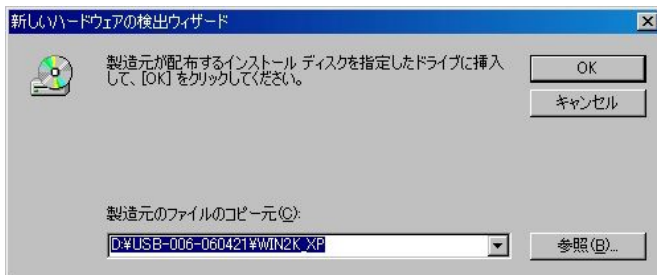 新しいハードウェアの検出ウィザード
製造元が配布するインストール ディスクを指定したドライブに挿入
して、[OK] をクリックしてください。
OK
キャンセル
製造元のファイルのコピー元(C):
D:¥USB-006-060421¥WIN2K_XP
参照(B)...